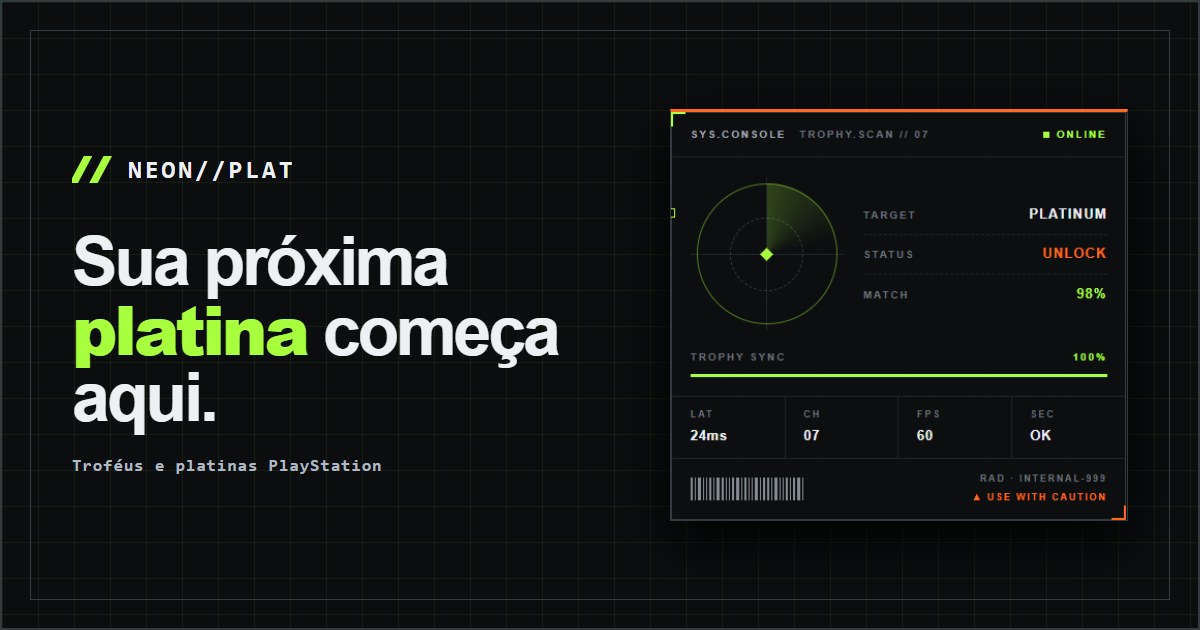 NEON//PLAT
Sua próxima
platina começa
aqui.
Troféus e platinas PlayStation
SYS.CONSOLE TROPHY.SCAN // 07 ONLINE
TARGET PLATINUM
STATUS UNLOCK
MATCH 98%
TROPHY SYNC 100%
LAT CH FPS SEC
24ms 07 60 OK
RAD · INTERNAL-999
▲ USE WITH CAUTION